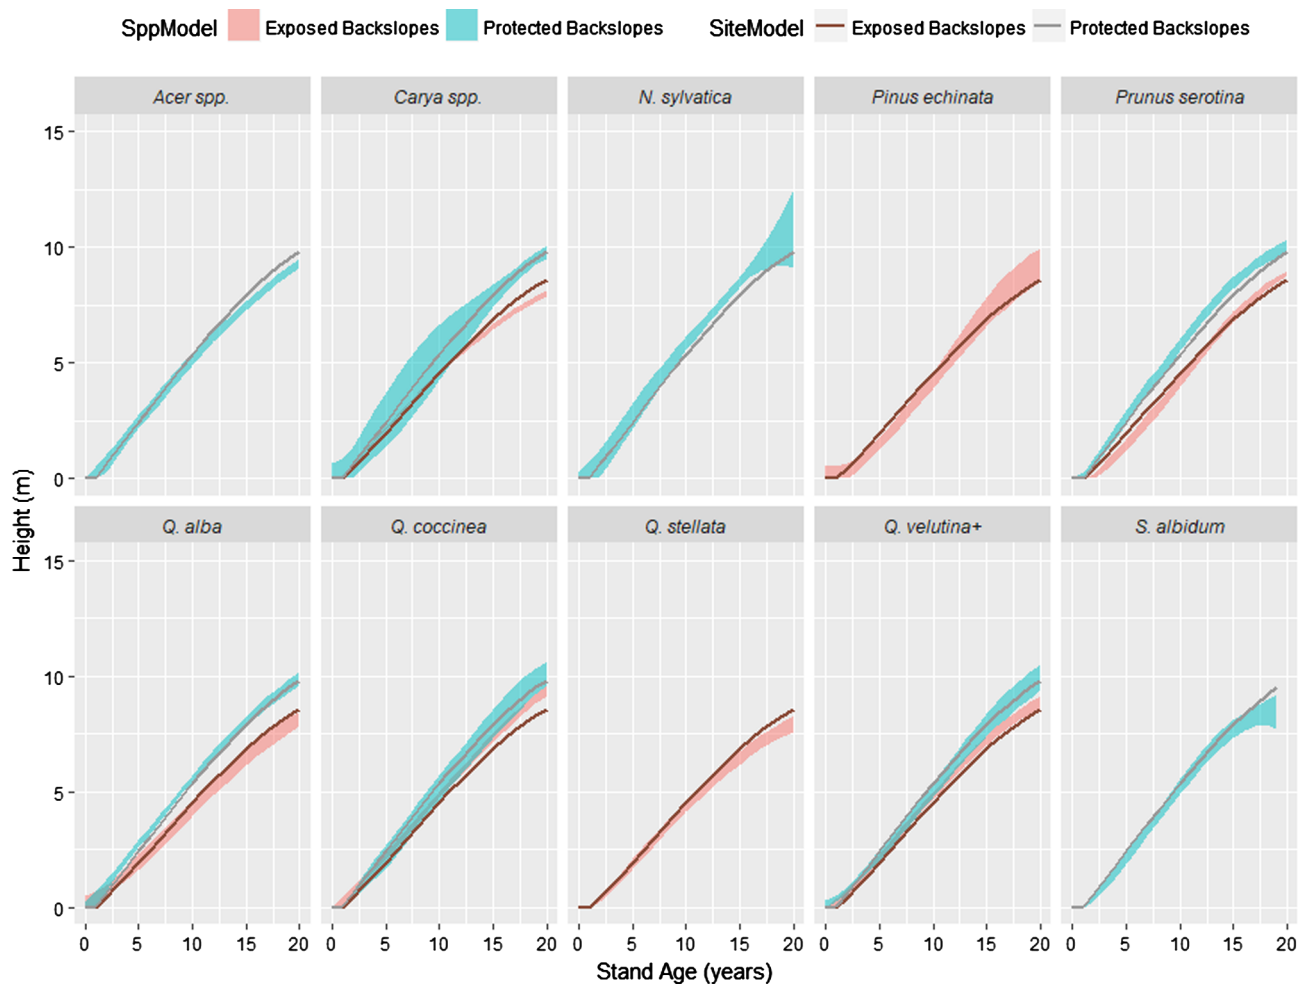 SppModel Exposed Backslopes Protected Backslopes SiteModel Exposed Backslopes Protected Backslopes
Acer spp. Carya spp. N. sylvatica Pinus echinata Prunus serotina
15
10
5
0
Height (m)
Q. alba Q. coccinea Q. stellata Q. velutina+ S. albidum
15
10
5
0
0 5 10 15 20 0 5 10 15 20 0 5 10 15 20 0 5 10 15 20 0 5 10 15 20
Stand Age (years)